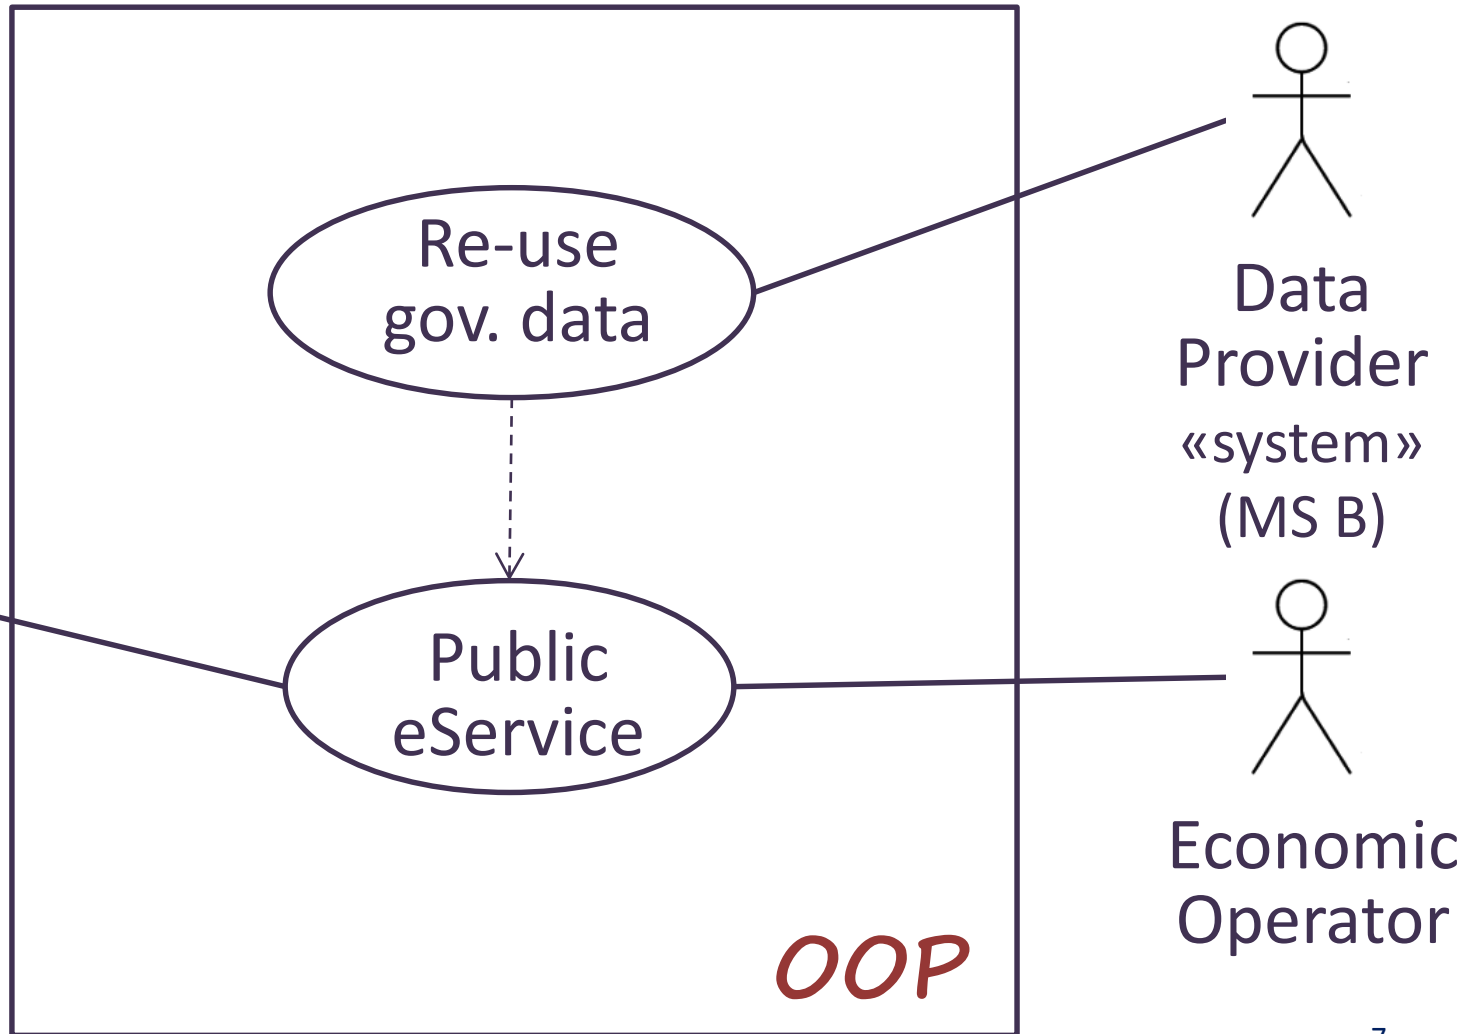 Re-use
gov. data
Public
eService
OOP
Data
Provider
«system»
(MS B)
Economic
Operator